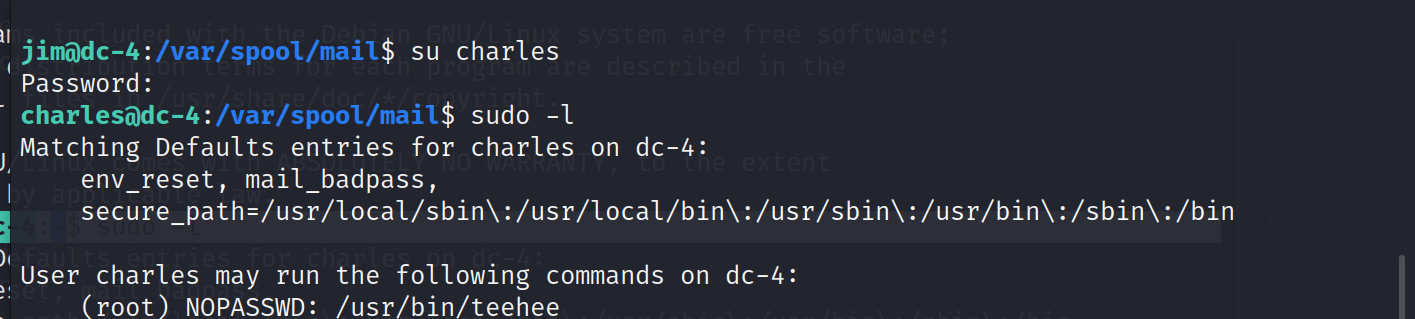 jim@dc-4:/var/spool/mail$ su charles
Password:
charles@dc-4:/var/spool/mail$ sudo -l
Matching Defaults entries for charles on dc-4:
    env_reset, mail_badpass,
    secure_path=/usr/local/sbin\:/usr/local/bin\:/usr/sbin\:/usr/bin\:/sbin\:/bin

User charles may run the following commands on dc-4:
    (root) NOPASSWD: /usr/bin/teehee